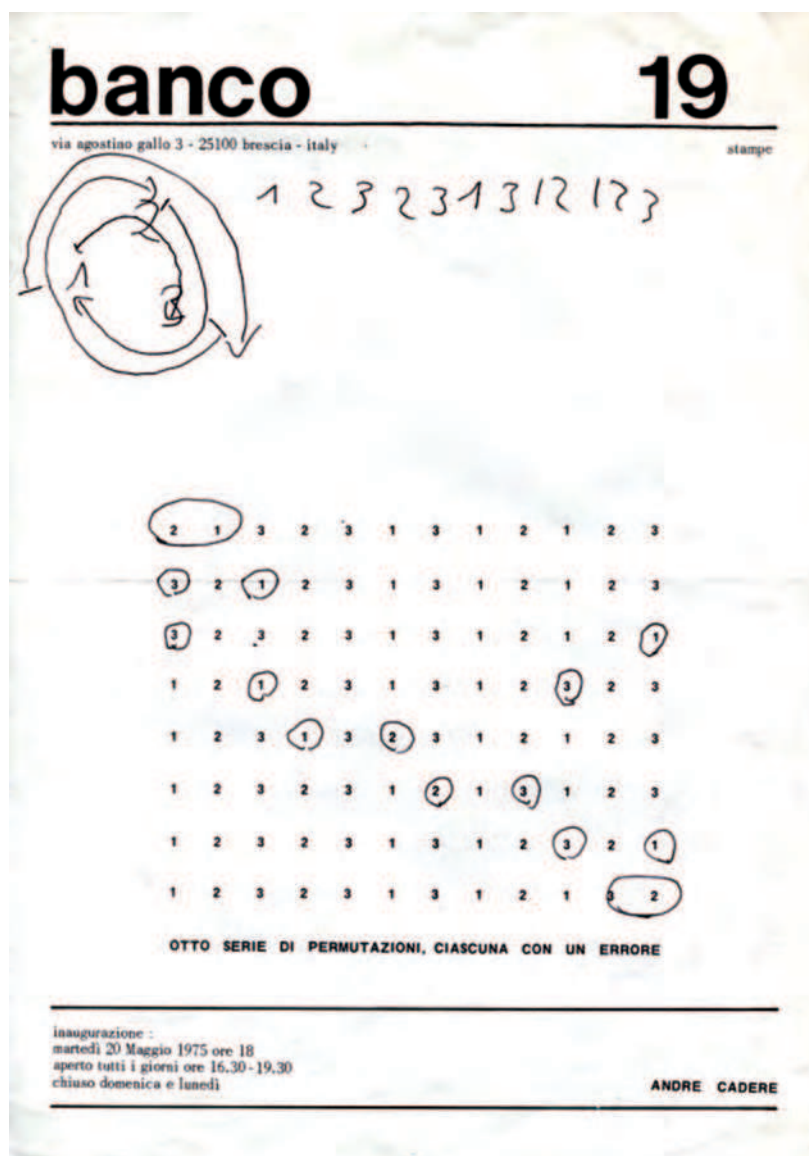 banco 19
via agostino gallo 3 - 25100 brescia - italy stampe
1 2 3 2 3 1 3 1 2 1 2 3
3
1 2
2 1 3 2 3 1 3 1 2 1 2 3
3 2 1 2 3 1 3 1 2 1 2 3
3 2 3 2 3 1 3 1 2 1 2 1
1 2 1 2 3 1 3 1 2 3 2 3
1 2 3 1 3 2 3 1 2 1 2 3
1 2 3 2 3 1 2 1 3 1 2 3
1 2 3 2 3 1 3 1 2 3 2 1
1 2 3 2 3 1 3 1 2 1 3 2
OTTO SERIE DI PERMUTAZIONI, CIASCUNA CON UN ERRORE
inaugurazione :
martedì 20 Maggio 1975 ore 18
aperto tutti i giorni ore 16.30-19.30
chiuso domenica e lunedì ANDRE CADERE